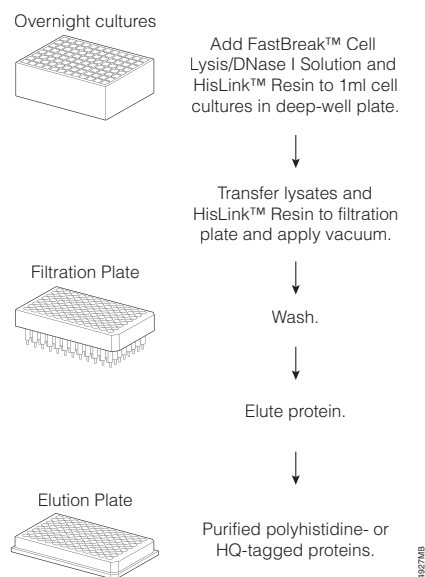 Overnight cultures
Add FastBreak™ Cell
Lysis/DNase I Solution and
HisLink™ Resin to 1ml cell
cultures in deep-well plate.
Transfer lysates and
HisLink™ Resin to filtration
plate and apply vacuum.
Filtration Plate
Wash.
Elute protein.
Elution Plate
Purified polyhistidine- or
HQ-tagged proteins.
4927MB